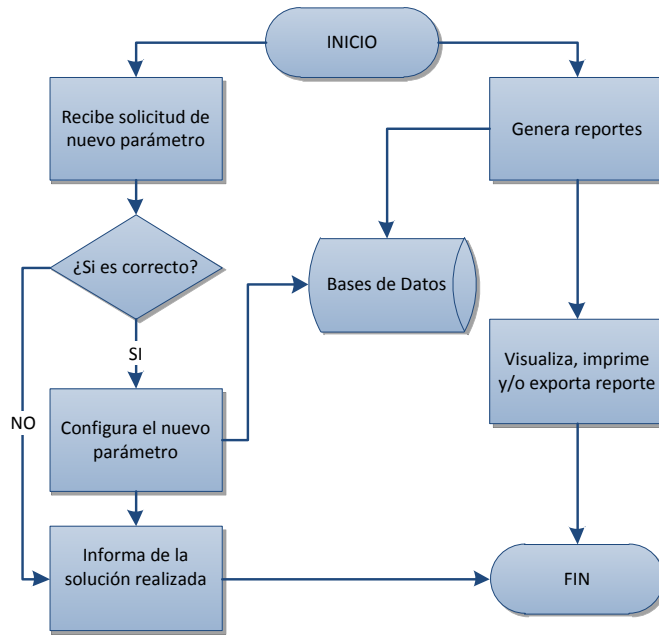 INICIO
Recibe solicitud de
nuevo parámetro
Genera reportes
¿Si es correcto?
Bases de Datos
SI
Visualiza, imprime
y/o exporta reporte
NO
Configura el nuevo
parámetro
Informa de la
solución realizada
FIN